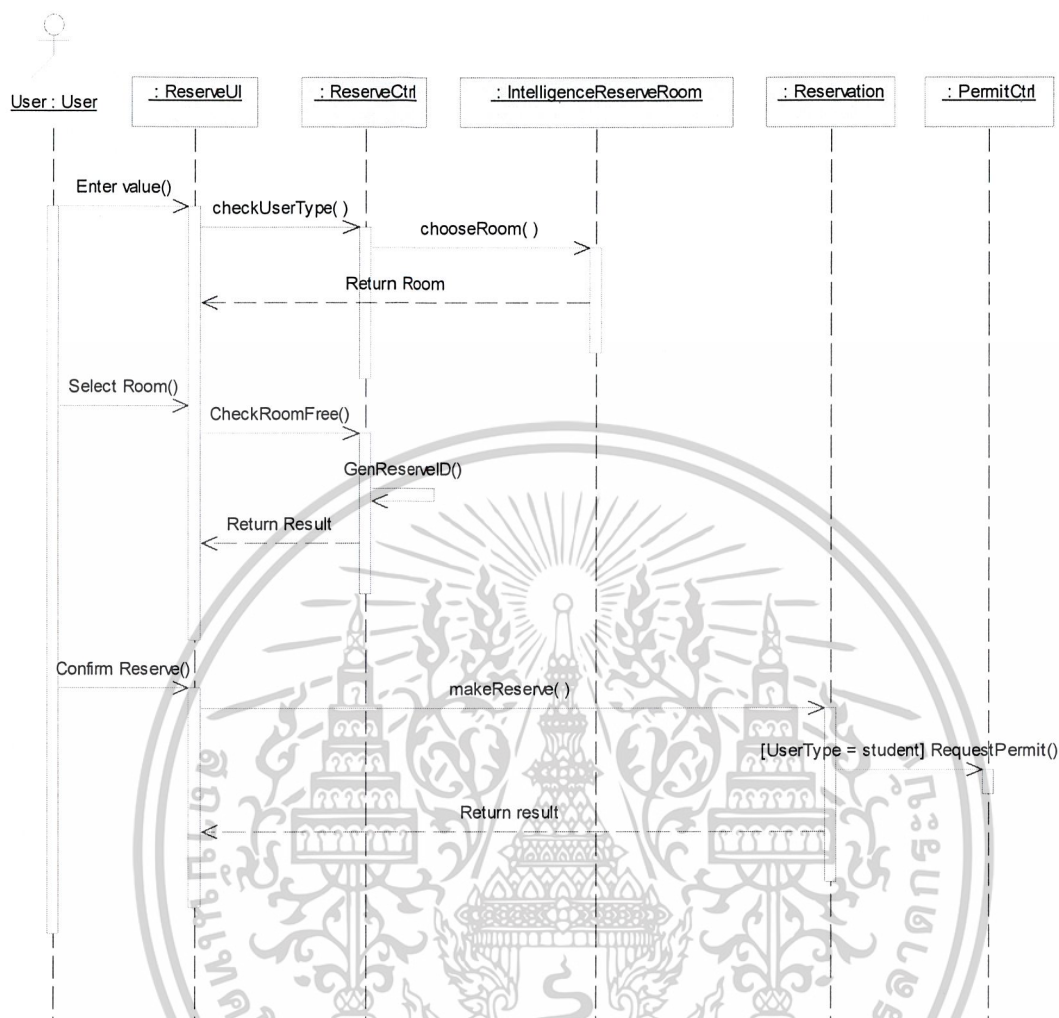 User : User
: ReserveUI
: ReserveCtrl
: IntelligenceReserveRoom
: Reservation
: PermitCtrl
Enter value()
checkUserType( )
chooseRoom( )
Return Room
Select Room()
CheckRoomFree()
GenReserveID()
Return Result
Confirm Reserve()
makeReserve( )
[UserType = student] RequestPermit()
Return result